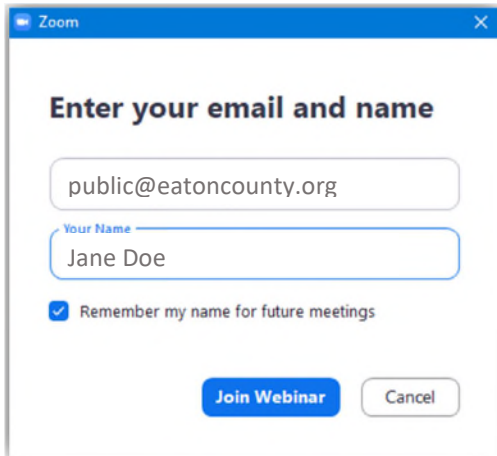 Zoom
Enter your email and name
public@eatoncounty.org
Your Name
Jane Doe
Remember my name for future meetings
Join Webinar Cancel